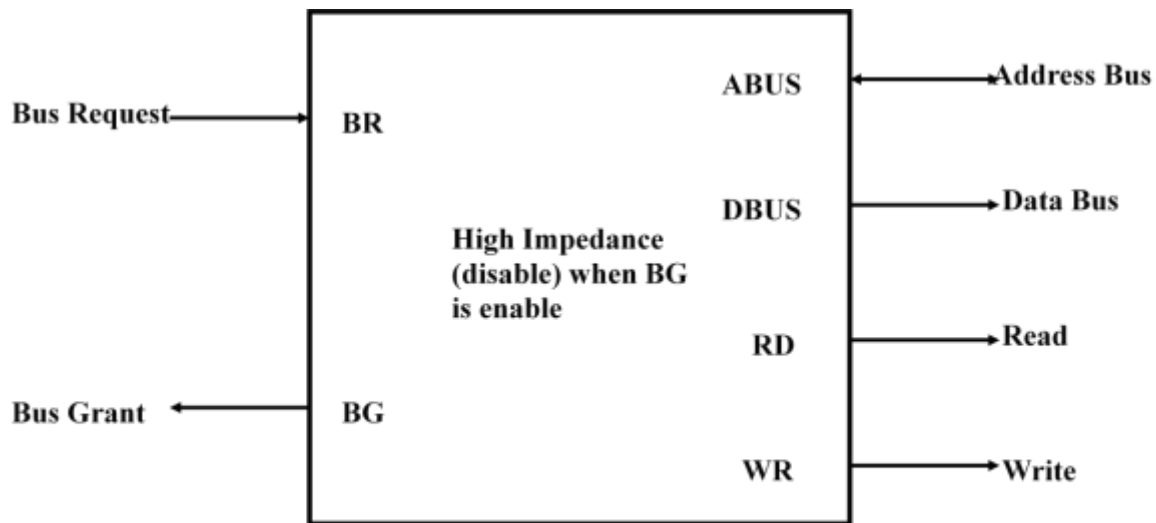 Bus Request
BR
ABUS
Address Bus
DBUS
Data Bus
High Impedance
(disable) when BG
is enable
RD
Read
Bus Grant
BG
WR
Write